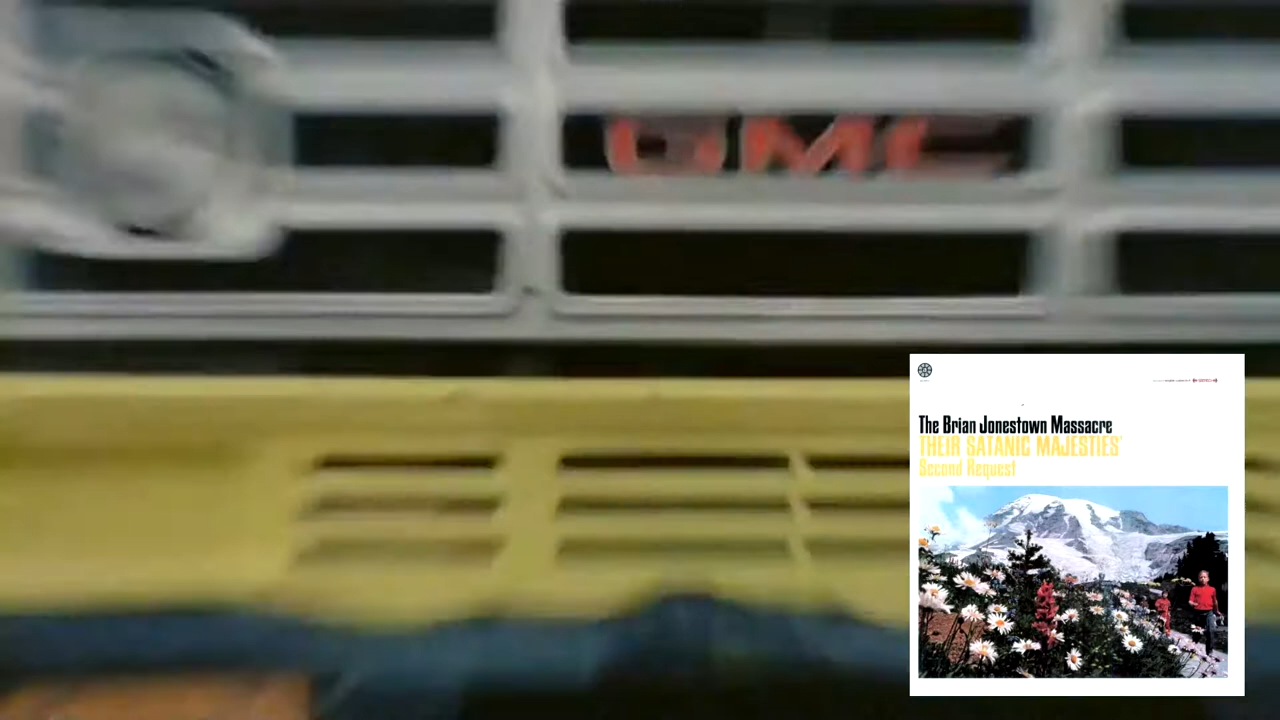 GMC
The Brian Jonestown Massacre
THEIR SATANIC MAJESTIES'
Second Request